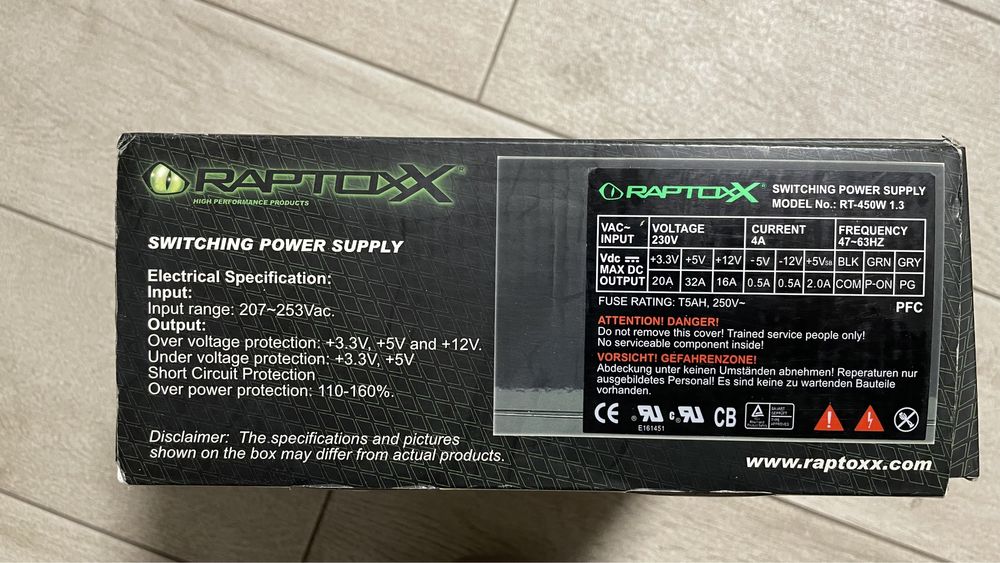 RAPTOXX®
HIGH PERFORMANCE PRODUCTS
SWITCHING POWER SUPPLY
Electrical Specification:
Input:
Input range: 207~253Vac.
Output:
Over voltage protection: +3.3V, +5V and +12V.
Under voltage protection: +3.3V, +5V
Short Circuit Protection
Over power protection: 110-160%.
Disclaimer: The specifications and pictures
shown on the box may differ from actual products.
RAPTOXX®
SWITCHING POWER SUPPLY
MODEL No.: RT-450W 1.3
VAC~ INPUT VOLTAGE 230V CURRENT 4A FREQUENCY 47~63HZ
Vdc +3.3V +5V +12V -5V -12V +5VSB BLK GRN GRY
MAX DC OUTPUT 20A 32A 16A 0.5A 0.5A 2.0A COM P-ON PG
FUSE RATING: T5AH, 250V~
PFC
ATTENTION! DANGER!
Do not remove this cover! Trained service people only!
No serviceable component inside!
VORSICHT! GEFAHRENZONE!
Abdeckung unter keinen Umständen abnehmen! Reperaturen nur
ausgebildetes Personal! Es sind keine zu wartenden Bauteile
vorhanden.
CE RU c RU CB
E161451
www.raptoxx.com